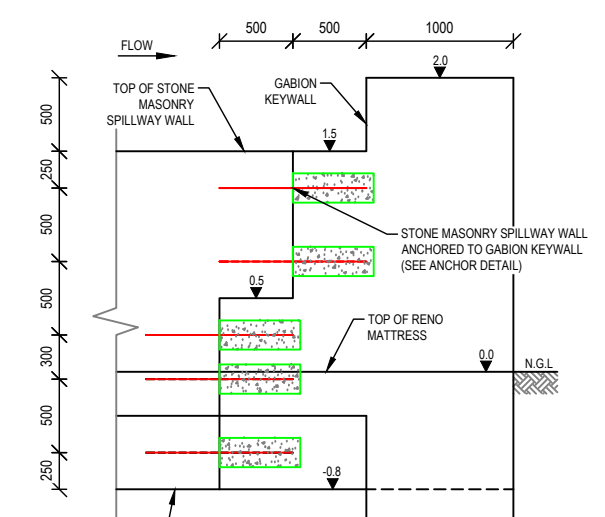 500
500
1000
FLOW
2.0
TOP OF STONE
MASONRY
SPILLWAY WALL
GABION
KEYWALL
500
1.5
250
500
STONE MASONRY SPILLWAY WALL
ANCHORED TO GABION KEYWALL
(SEE ANCHOR DETAIL)
0.5
500
TOP OF RENO
MATTRESS
300
0.0
N.G.L
500
250
-0.8